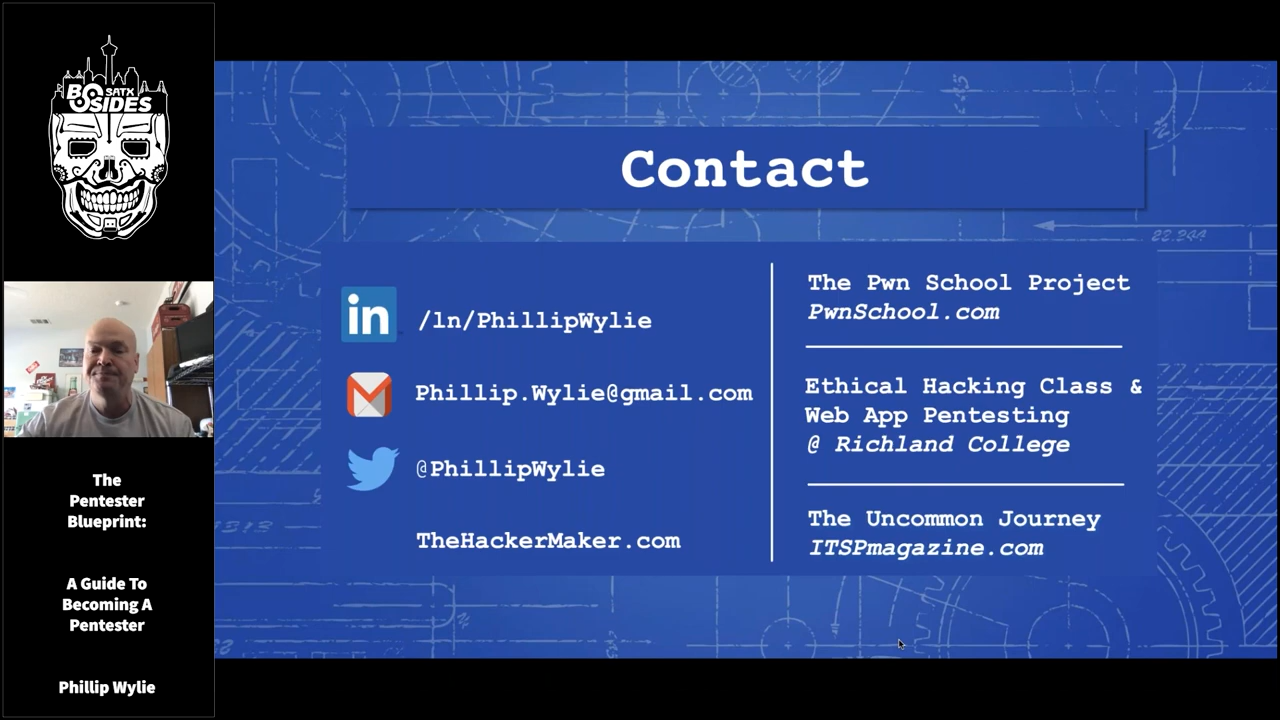 BSIDES SATX
The
Pentester
Blueprint:
A Guide To
Becoming A
Pentester
Phillip Wylie
Contact
in
/ln/PhillipWylie
Phillip.Wylie@gmail.com
@PhillipWylie
TheHackerMaker.com
The Pwn School Project
PwnSchool.com
Ethical Hacking Class &
Web App Pentesting
@ Richland College
The Uncommon Journey
ITSPmagazine.com